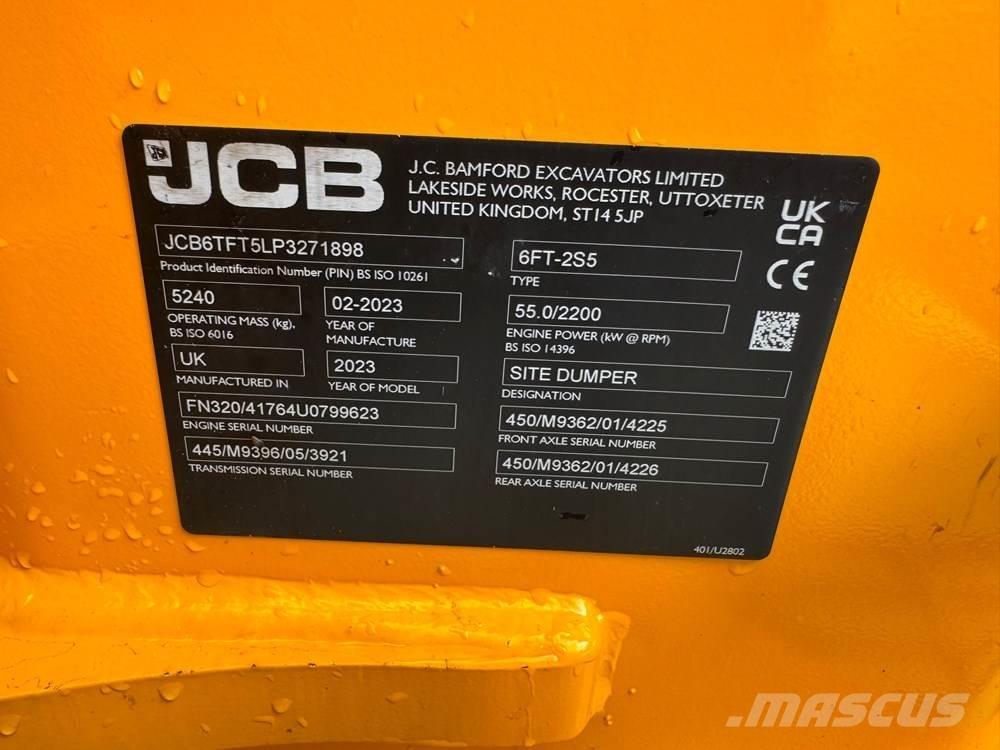 JCB
J.C. BAMFORD EXCAVATORS LIMITED
LAKESIDE WORKS, ROCESTER, UTTOXETER
UNITED KINGDOM, ST14 5JP
UK
CA
CE
JCB6TFT5LP3271898
Product Identification Number (PIN) BS ISO 10261
6FT-2S5
TYPE
5240
OPERATING MASS (kg),
BS ISO 6016
02-2023
YEAR OF
MANUFACTURE
55.0/2200
ENGINE POWER (kW @ RPM)
BS ISO 14396
UK
MANUFACTURED IN
2023
YEAR OF MODEL
SITE DUMPER
DESIGNATION
FN320/41764U0799623
ENGINE SERIAL NUMBER
450/M9362/01/4225
FRONT AXLE SERIAL NUMBER
445/M9396/05/3921
TRANSMISSION SERIAL NUMBER
450/M9362/01/4226
REAR AXLE SERIAL NUMBER
401/U2802
MASCUS